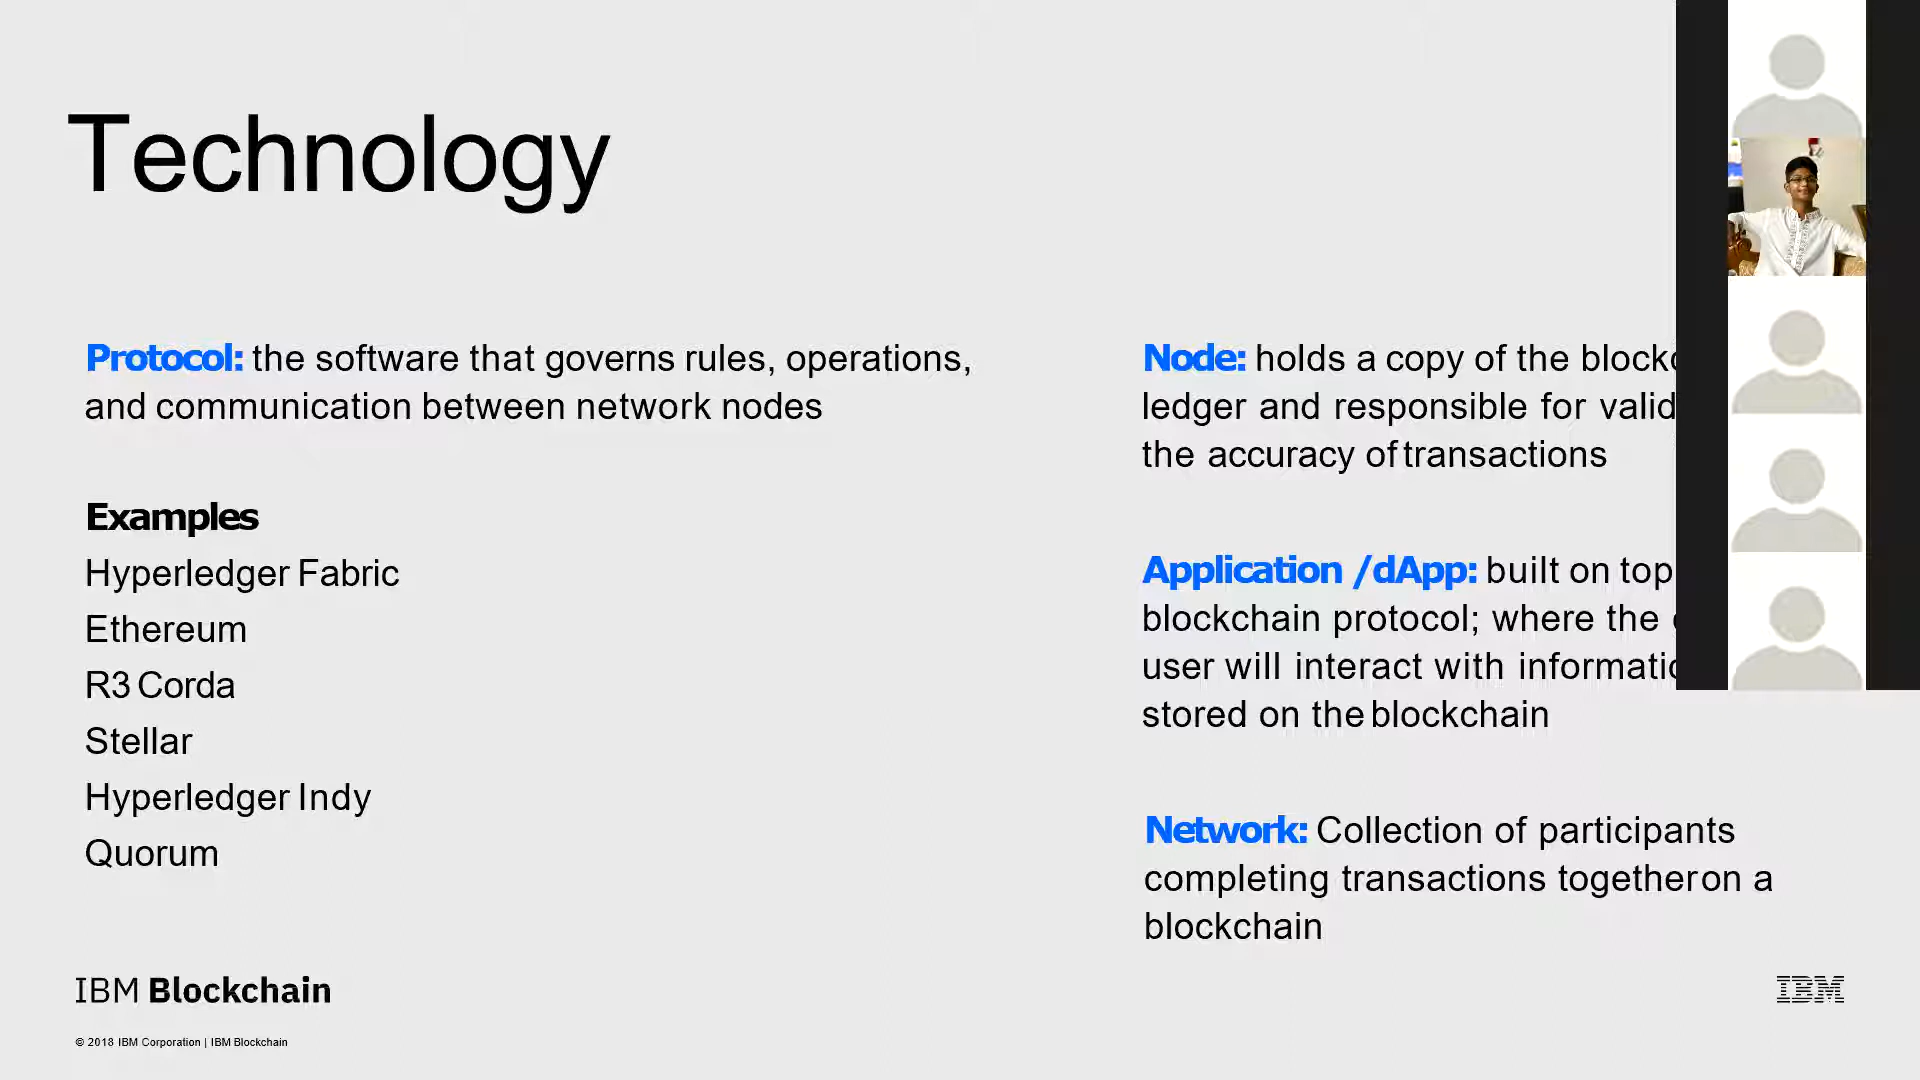 Technology
Protocol: the software that governs rules, operations,
and communication between network nodes
Examples
Hyperledger Fabric
Ethereum
R3 Corda
Stellar
Hyperledger Indy
Quorum
Node: holds a copy of the
ledger and responsible for
the accuracy of transactions
Application /dApp: built on top
blockchain protocol; where the
user will interact with
stored on the blockchain
Network: Collection of participants
completing transactions together on a
blockchain
IBM Blockchain
IBM
© 2018 IBM Corporation | IBM Blockchain